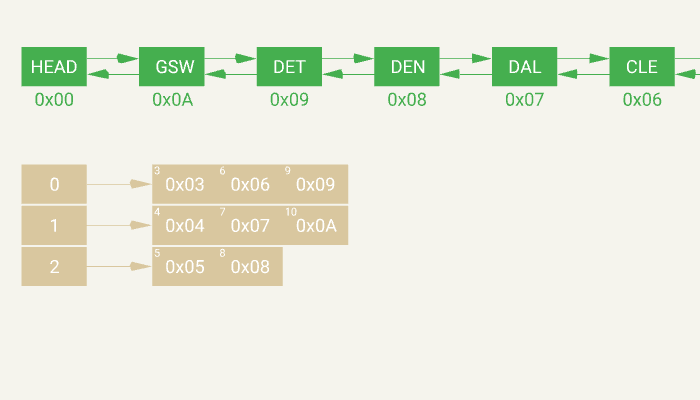 HEAD GSW DET DEN DAL CLE
0x00 0x0A 0x09 0x08 0x07 0x06
0 3 0x03 6 0x06 9 0x09
1 4 0x04 7 0x07 10 0x0A
2 5 0x05 8 0x08